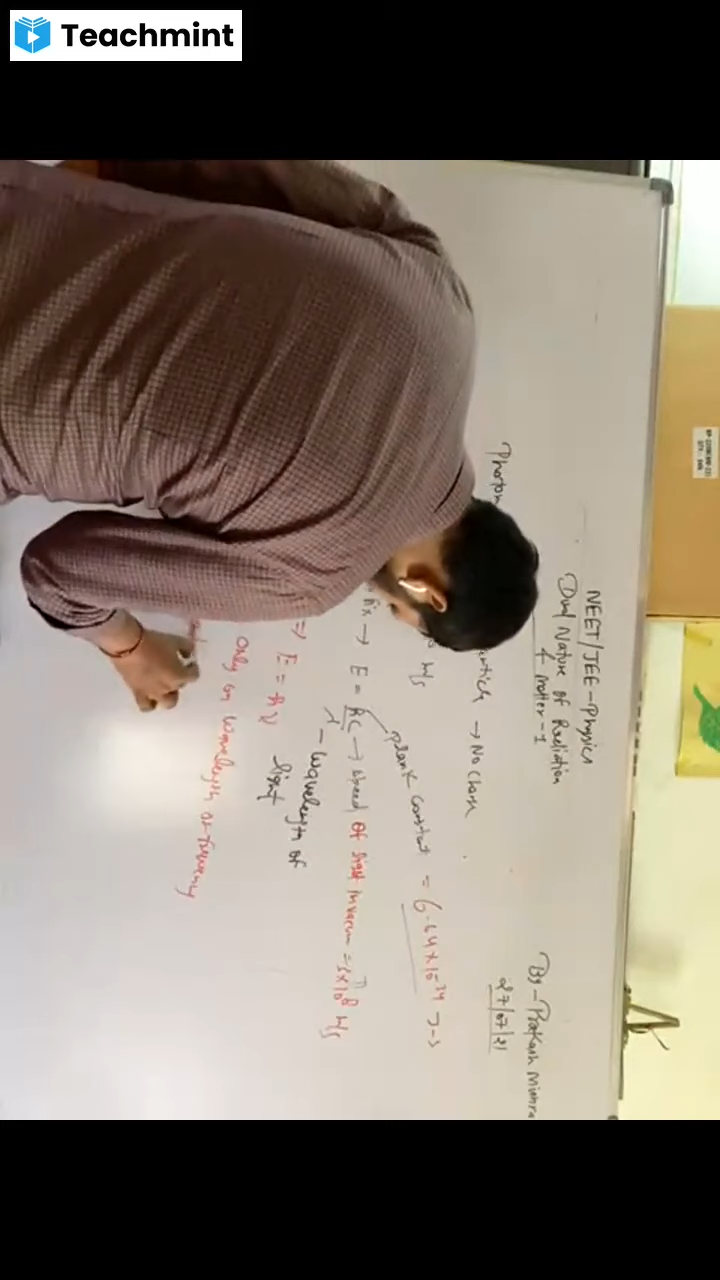 Teachmint
NEET/JEE-Physics
Dual Nature of Radiation
& Matter-1
By-Prakash Mishra
27/07/21
Photon
→ No Charge
m/s
Plank Constant = 6.64×10⁻³⁴ J-s
→ E = hc → speed of light in vacuum = 3×10⁸ m/s
λ - wavelength of
light
⇒ E = hν
only on wavelength or frequency